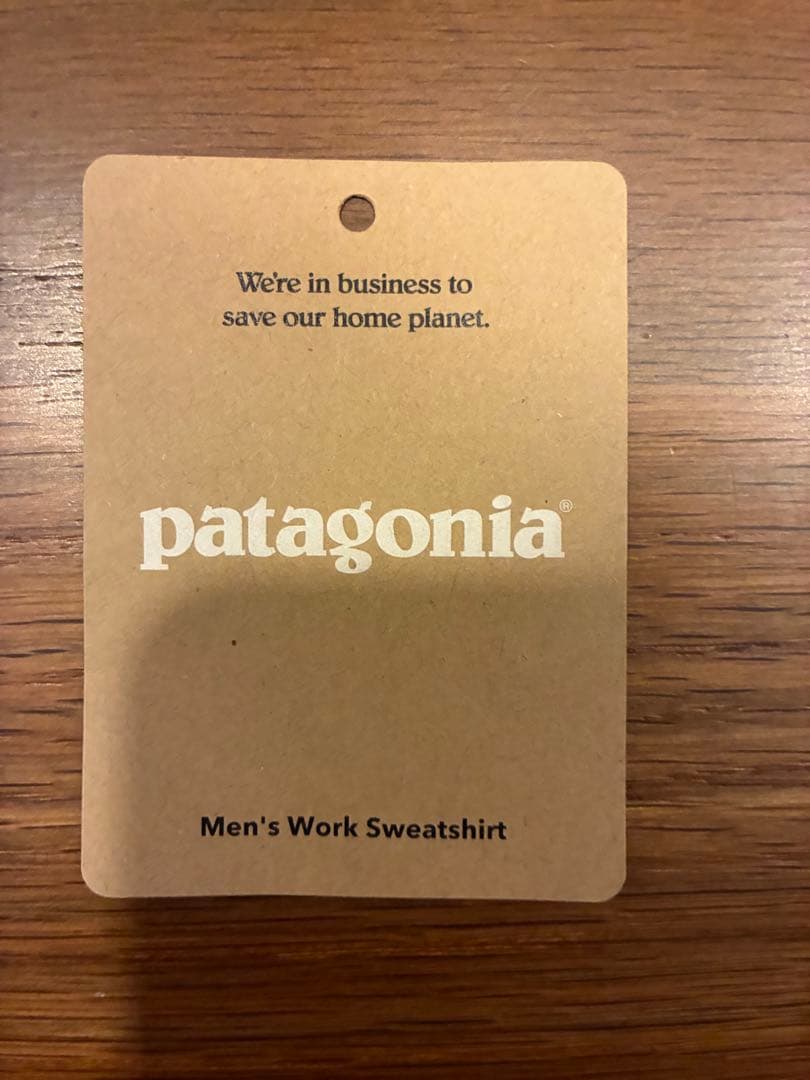 We're in business to
save our home planet.
patagonia®
Men's Work Sweatshirt